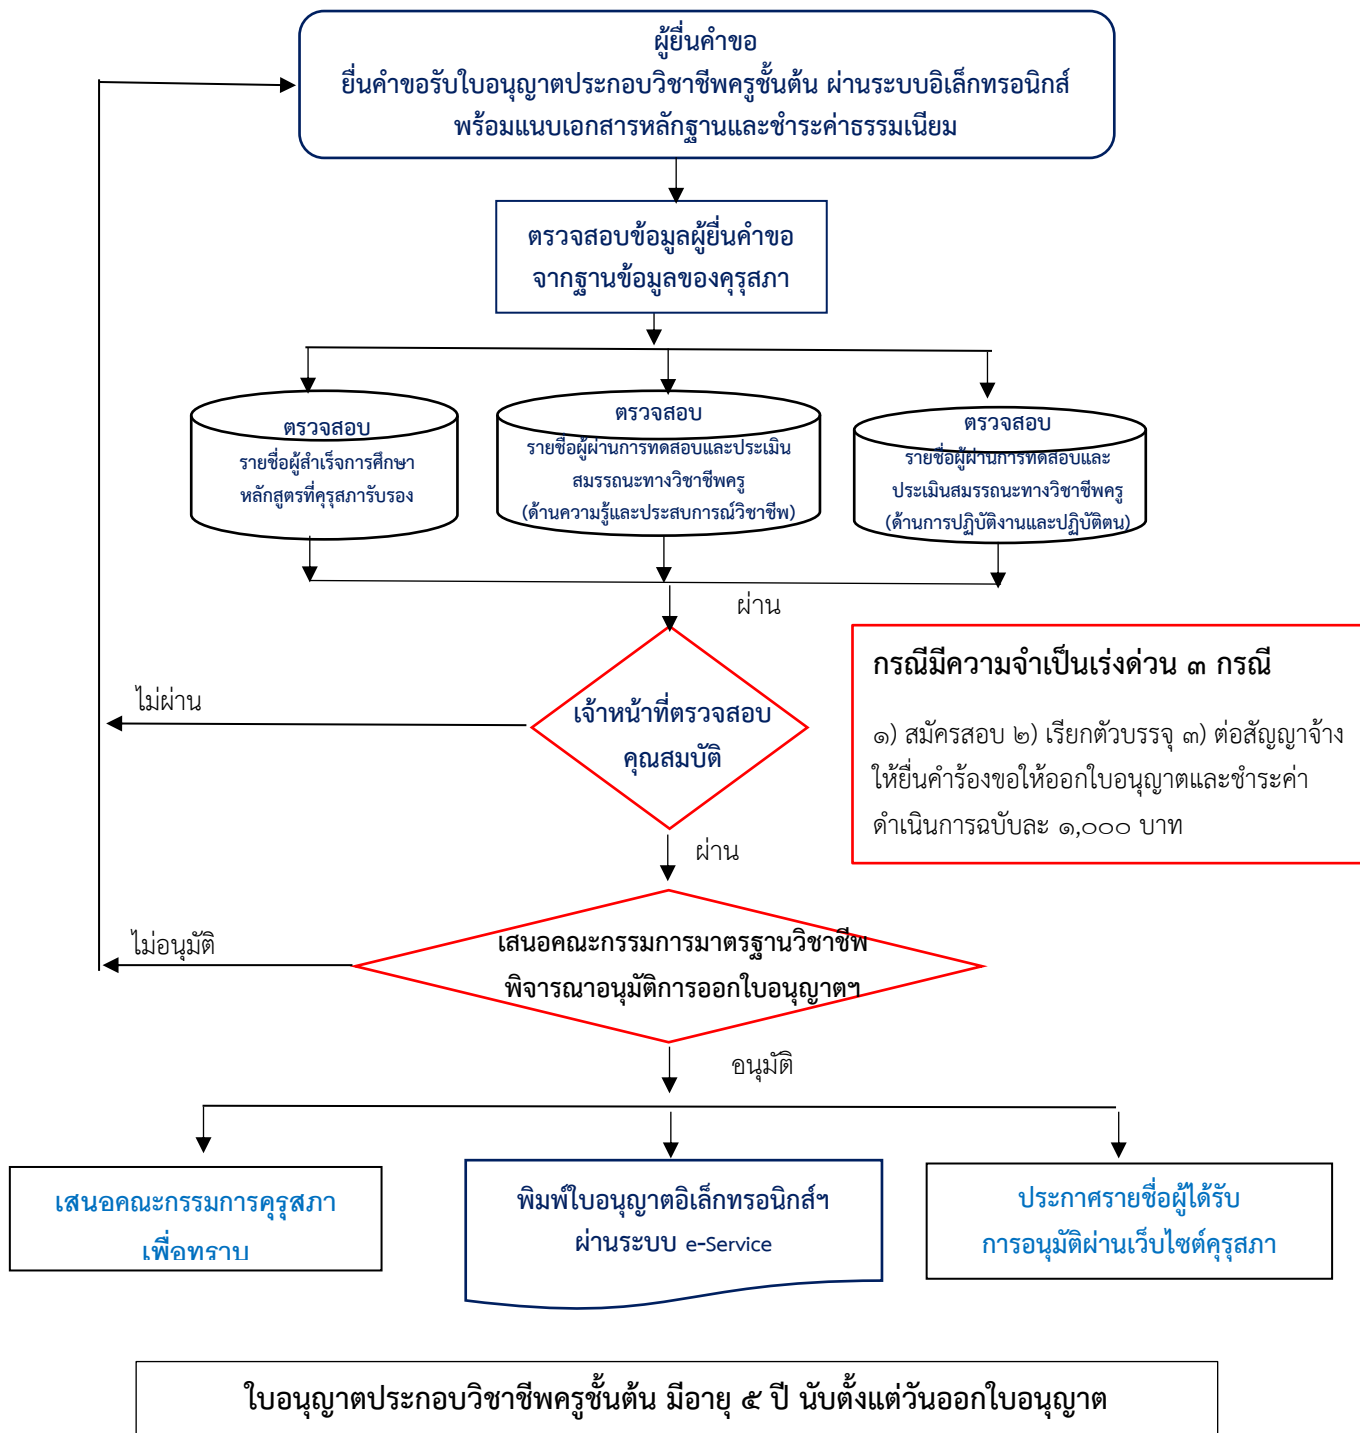 ผู้ยื่นคำขอ
ยื่นคำขอรับใบอนุญาตประกอบวิชาชีพครูชั้นต้น ผ่านระบบอิเล็กทรอนิกส์
พร้อมแนบเอกสารหลักฐานและชำระค่าธรรมเนียม
ตรวจสอบข้อมูลผู้ยื่นคำขอ
จากฐานข้อมูลของคุรุสภา
ตรวจสอบ
รายชื่อผู้สำเร็จการศึกษา
หลักสูตรที่คุรุสภารับรอง
ตรวจสอบ
รายชื่อผู้ผ่านการทดสอบและประเมิน
สมรรถนะทางวิชาชีพครู
(ด้านความรู้และประสบการณ์วิชาชีพ)
ตรวจสอบ
รายชื่อผู้ผ่านการทดสอบและ
ประเมินสมรรถนะทางวิชาชีพครู
(ด้านการปฏิบัติงานและปฏิบัติตน)
ผ่าน
เจ้าหน้าที่ตรวจสอบ
คุณสมบัติ
ไม่ผ่าน
กรณีมีความจำเป็นเร่งด่วน ๓ กรณี
๑) สมัครสอบ ๒) เรียกตัวบรรจุ ๓) ต่อสัญญาจ้าง
ให้ยื่นคำร้องขอให้ออกใบอนุญาตและชำระค่า
ดำเนินการฉบับละ ๑,๐๐๐ บาท
ผ่าน
เสนอคณะกรรมการมาตรฐานวิชาชีพ
พิจารณาอนุมัติการออกใบอนุญาตฯ
ไม่อนุมัติ
อนุมัติ
เสนอคณะกรรมการคุรุสภา
เพื่อทราบ
พิมพ์ใบอนุญาตอิเล็กทรอนิกส์ฯ
ผ่านระบบ e-Service
ประกาศรายชื่อผู้ได้รับ
การอนุมัติผ่านเว็บไซต์คุรุสภา
ใบอนุญาตประกอบวิชาชีพครูชั้นต้น มีอายุ ๕ ปี นับตั้งแต่วันออกใบอนุญาต